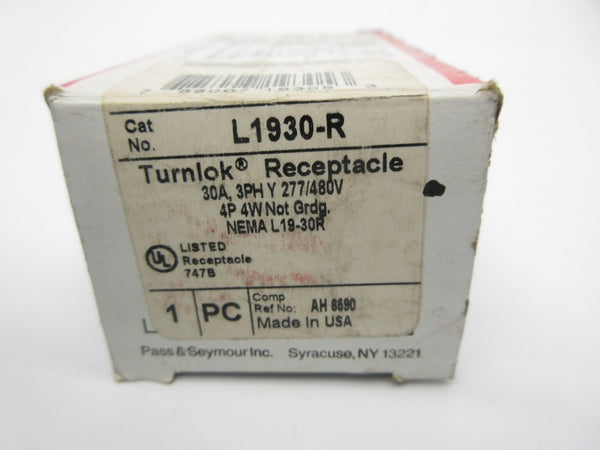 Cat No. L1930-R
Turnlok® Receptacle
30A, 3PH Y 277/480V
4P 4W Not Grdg.
NEMA L19-30R
UL LISTED
Receptacle
747B
1 PC
Comp
Ref No: AH 6590
Made In USA
L
Pass & Seymour Inc. Syracuse, NY 13221